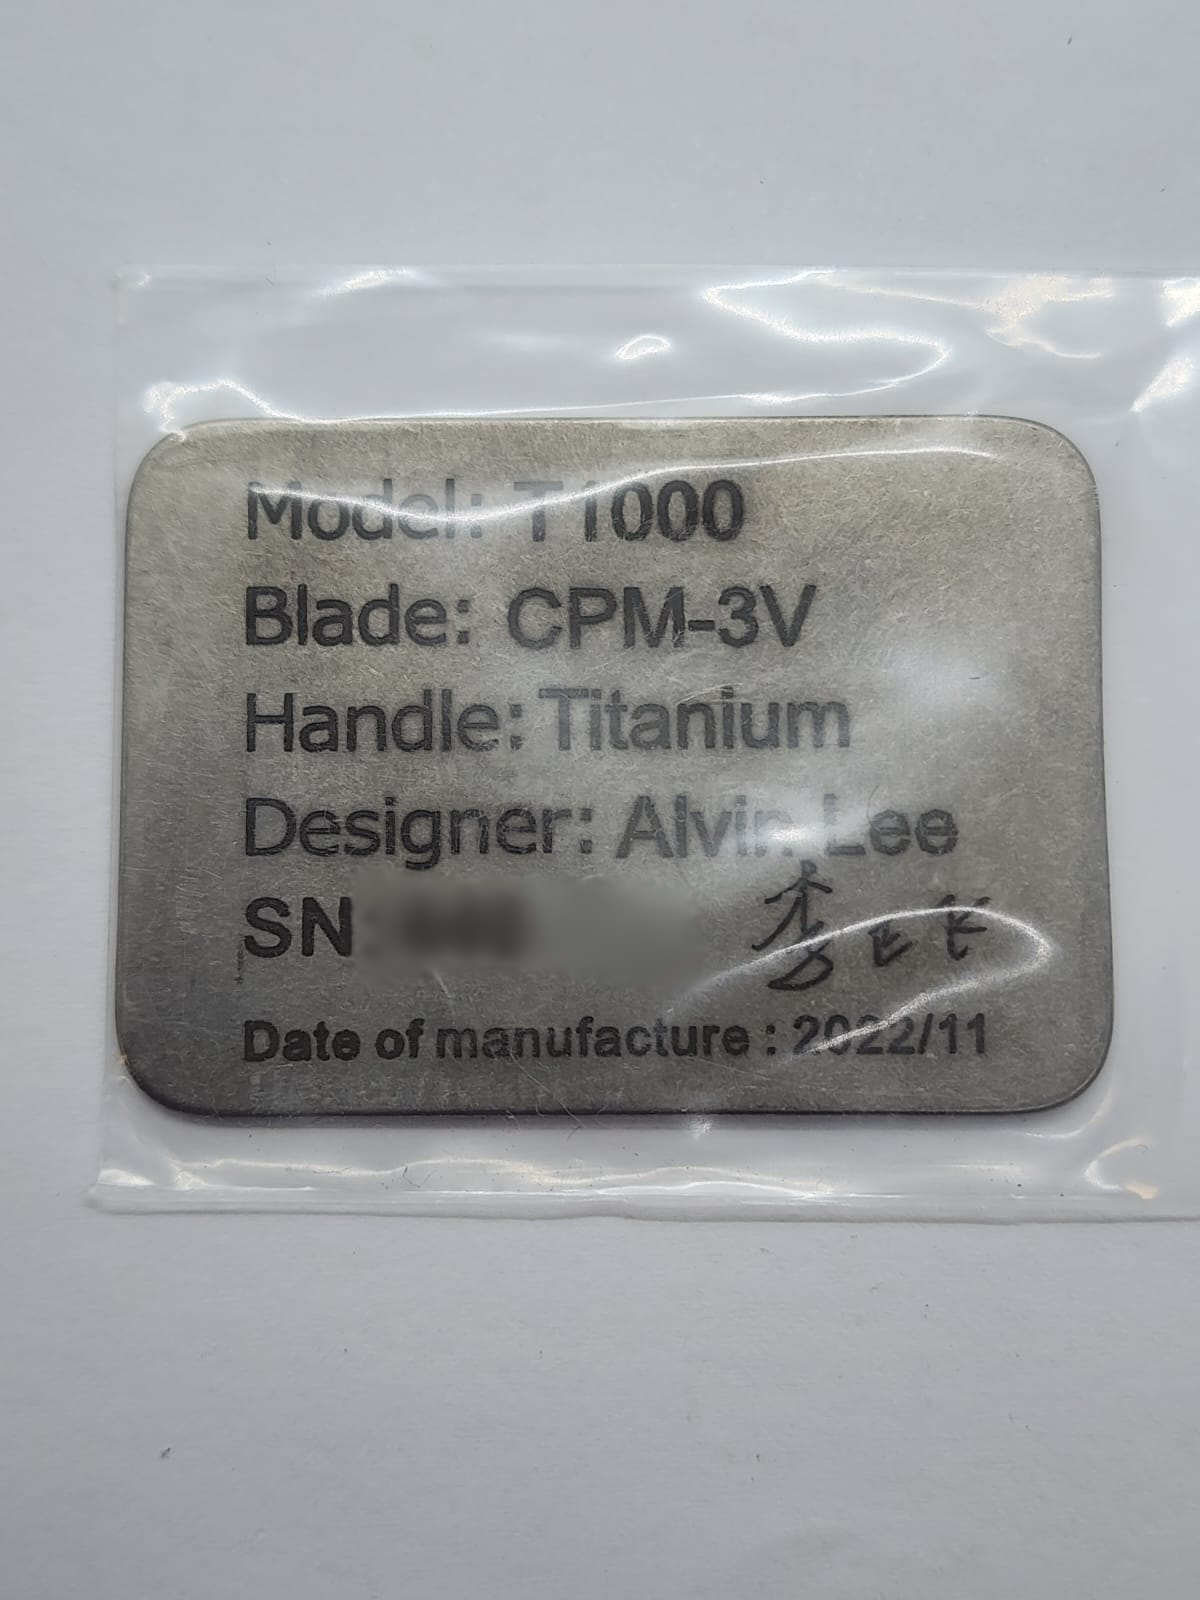 Model: T1000
Blade: CPM-3V
Handle: Titanium
Designer: Alvin Lee
SN
Date of manufacture : 2022/11